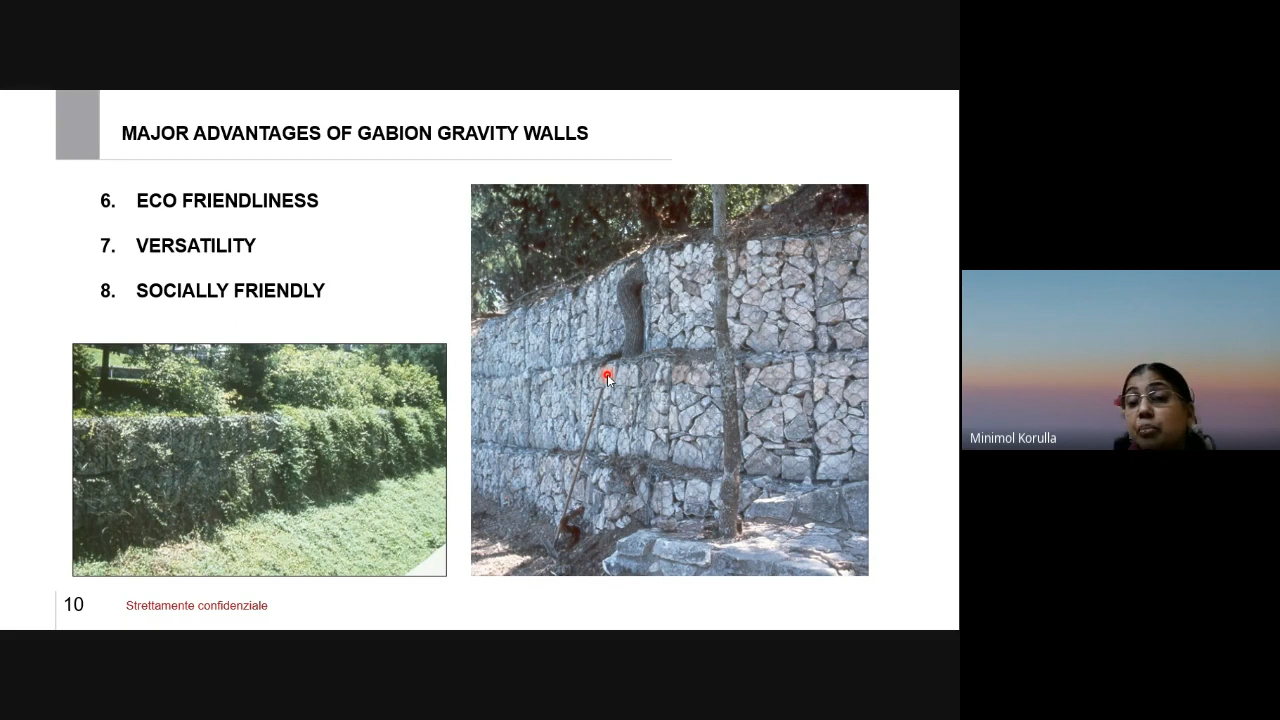 MAJOR ADVANTAGES OF GABION GRAVITY WALLS
6. ECO FRIENDLINESS
7. VERSATILITY
8. SOCIALLY FRIENDLY
10 Strettamente confidenziale
Minimol Korulla